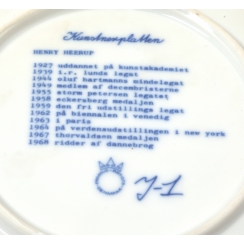 Kunstnerplatten
HENRY HEERUP
1927 uddannet på kunstakademiet
1939 i.r. lunds legat
1944 oluf hartmanns mindelegat
1949 medlem af decembristerne
1955 storm petersen legatet
1958 eckersberg medaljen
1959 den fri udstillings legat
1962 på biennalen i venedig
1963 i paris
1964 på verdensudstillingen i new york
1967 thorvaldsen medaljen
1968 ridder af dannebrog
J-1